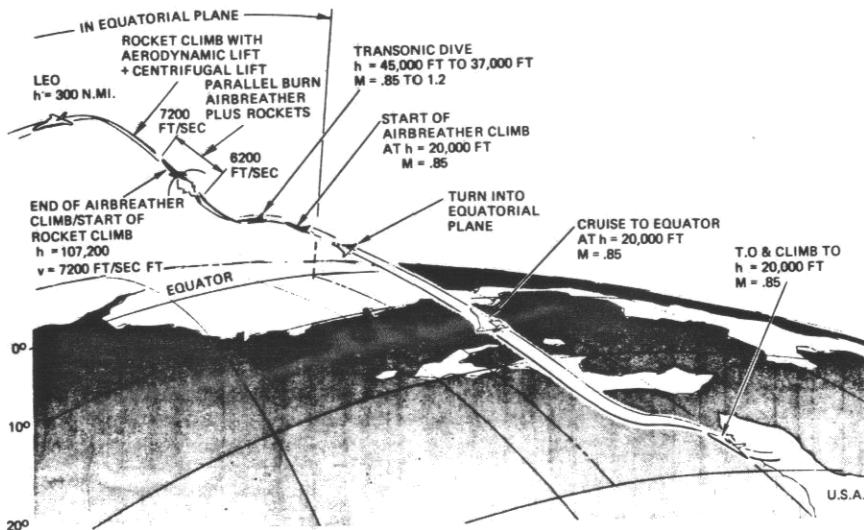 IN EQUATORIAL PLANE
ROCKET CLIMB WITH
AERODYNAMIC LIFT
+ CENTRIFUGAL LIFT
LEO
h = 300 N.MI.
PARALLEL BURN
AIRBREATHER
PLUS ROCKETS
7200
FT/SEC
6200
FT/SEC
TRANSONIC DIVE
h = 45,000 FT TO 37,000 FT
M = .85 TO 1.2
START OF
AIRBREATHER CLIMB
AT h = 20,000 FT
M = .85
END OF AIRBREATHER
CLIMB/START OF
ROCKET CLIMB
h = 107,200
v = 7200 FT/SEC FT
TURN INTO
EQUATORIAL
PLANE
CRUISE TO EQUATOR
AT h = 20,000 FT
M = .85
T.O & CLIMB TO
h = 20,000 FT
M = .85
EQUATOR
0°
10°
20°
U.S.A.